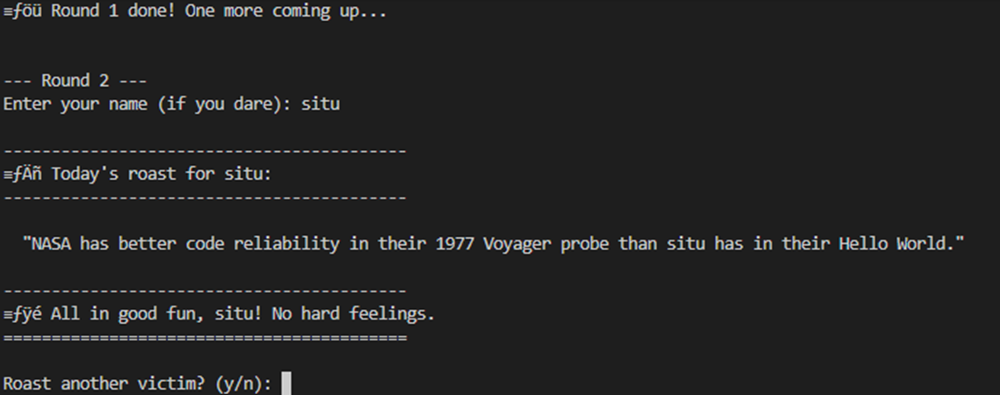 ≡ƒöü Round 1 done! One more coming up...
--- Round 2 ---
Enter your name (if you dare): situ
------------------------------------------
≡ƒÄñ Today's roast for situ:
------------------------------------------
"NASA has better code reliability in their 1977 Voyager probe than situ has in their Hello World."
------------------------------------------
≡ƒÿé All in good fun, situ! No hard feelings.
==========================================
Roast another victim? (y/n):